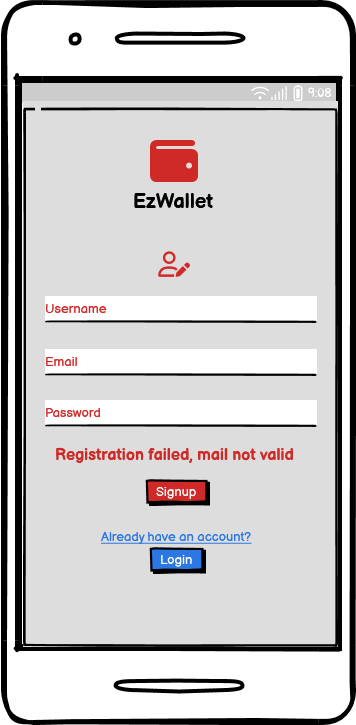 9:08
EzWallet
Username
Email
Password
Registration failed, mail not valid
Signup
Already have an account?
Login